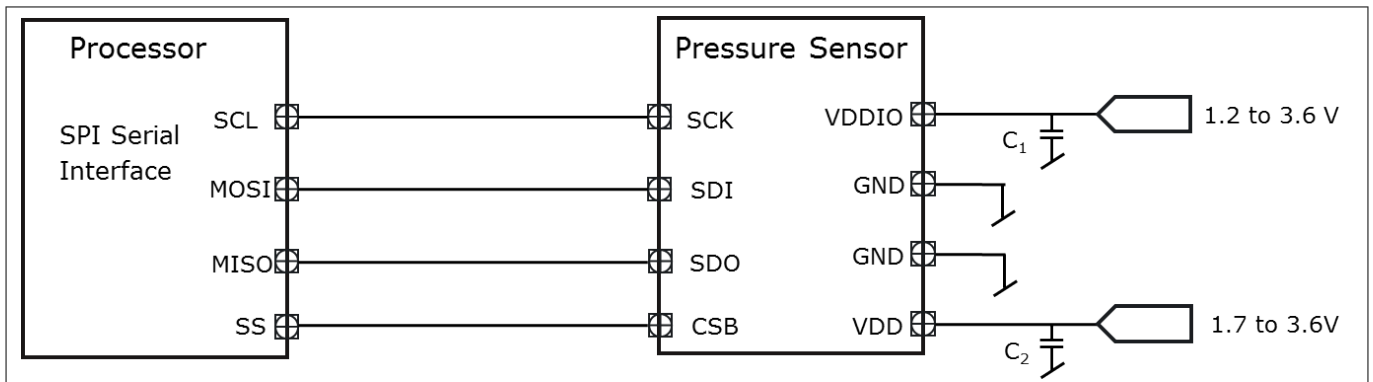 Processor
SPI Serial
Interface
SCL
MOSI
MISO
SS
Pressure Sensor
SCK
SDI
SDO
CSB
VDDIO
GND
GND
VDD
C₁
C₂
1.2 to 3.6 V
1.7 to 3.6V